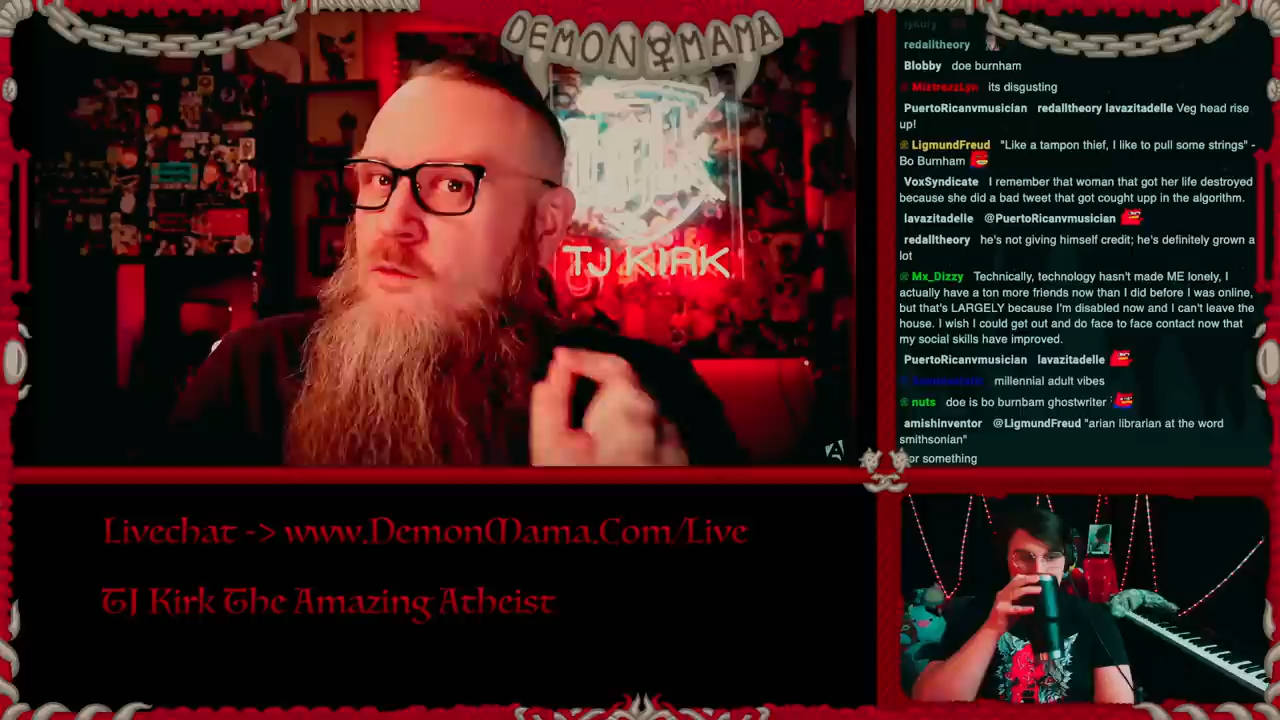 DEMON MAMA
TJ KIRK
redalltheory
Blobby doe burnham
MistrezzLyn its disgusting
PuertoRicanvmusician redalltheory lavazitadelle Veg head rise
up!
LigmundFreud "Like a tampon thief, I like to pull some strings" -
Bo Burnham
VoxSyndicate I remember that woman that got her life destroyed
because she did a bad tweet that got cought upp in the algorithm.
lavazitadelle @PuertoRicanvmusician
redalltheory he's not giving himself credit; he's definitely grown a
lot
Mx_Dizzy Technically, technology hasn't made ME lonely, I
actually have a ton more friends now than I did before I was online,
but that's LARGELY because I'm disabled now and I can't leave the
house. I wish I could get out and do face to face contact now that
my social skills have improved.
PuertoRicanvmusician lavazitadelle
millennial adult vibes
nuts doe is bo burnbam ghostwriter
amishinventor @LigmundFreud "arian librarian at the word
smithsonian"
or something
Livechat -> www.DemonMama.Com/Live
TJ Kirk The Amazing Atheist